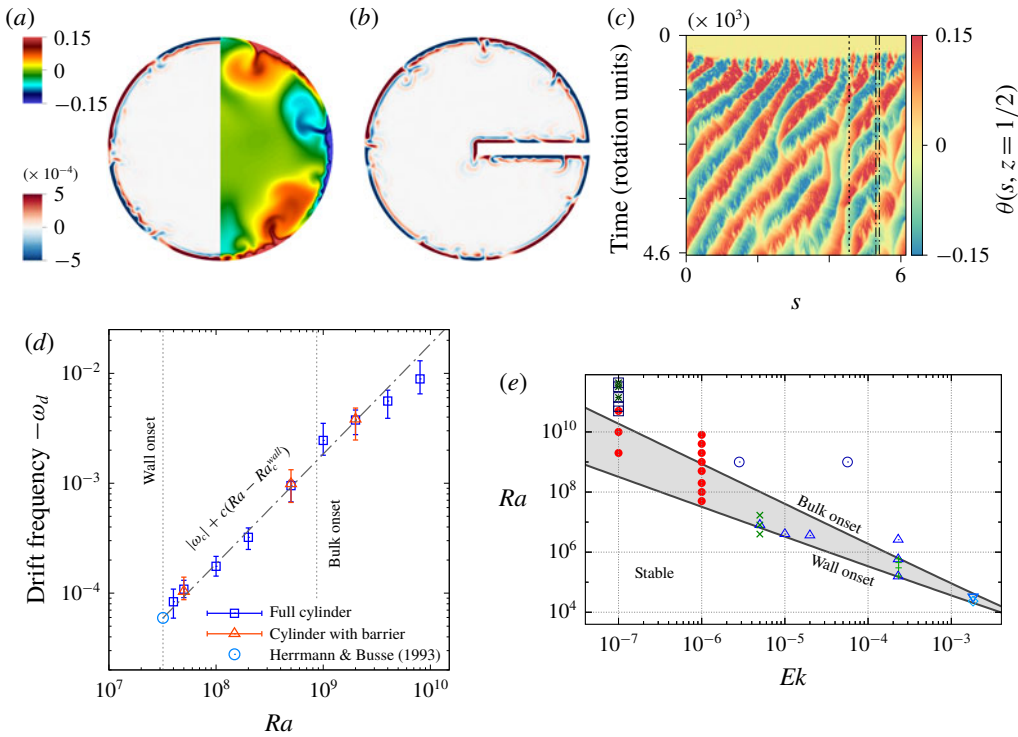 (a)
0.15
0
−0.15
(× 10⁻⁴)
5
0
−5
(b)
(c)
(× 10³)
0
4.6
Time (rotation units)
0
6
s
0.15
0
−0.15
θ(s, z = 1/2)
(d)
Drift frequency −ω_d
10⁻²
10⁻³
10⁻⁴
Wall onset
|ω_c| + c(Ra − Ra_c^wall)
Bulk onset
Full cylinder
Cylinder with barrier
Herrmann & Busse (1993)
10⁷
10⁸
10⁹
10¹⁰
Ra
(e)
Ra
10¹⁰
10⁸
10⁶
10⁴
Bulk onset
Wall onset
Stable
10⁻⁷
10⁻⁶
10⁻⁵
10⁻⁴
10⁻³
Ek